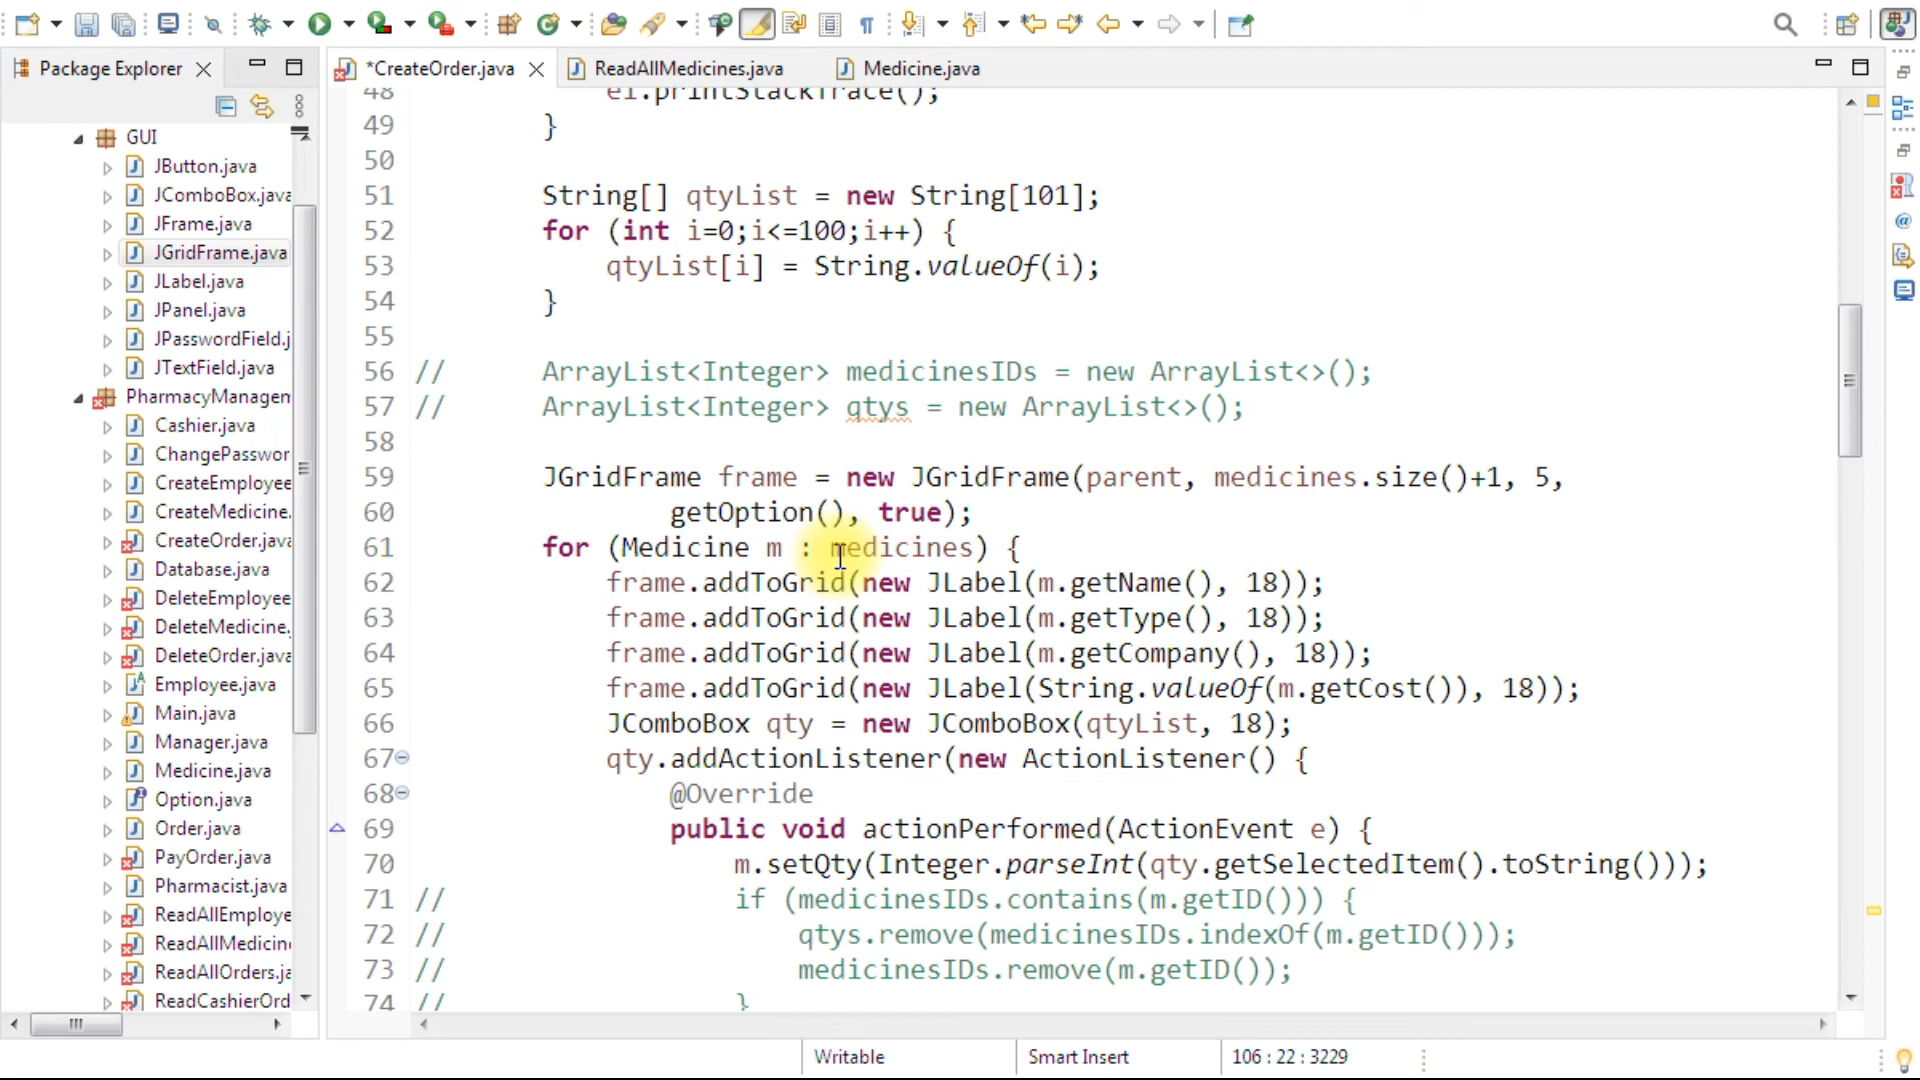 Package Explorer
*CreateOrder.java
ReadAllMedicines.java
Medicine.java
GUI
JButton.java
JComboBox.java
JFrame.java
JGridFrame.java
JLabel.java
JPanel.java
JPasswordField.j
JTextField.java
PharmacyManagem
Cashier.java
ChangePasswor
CreateEmployee
CreateMedicine.
CreateOrder.java
Database.java
DeleteEmployee
DeleteMedicine.
DeleteOrder.java
Employee.java
Main.java
Manager.java
Medicine.java
Option.java
Order.java
PayOrder.java
Pharmacist.java
ReadAllEmploye
ReadAllMedicin
ReadAllOrders.ja
ReadCashierOrd
48 e1.printStackTrace();
49 }
50
51 String[] qtyList = new String[101];
52 for (int i=0;i<=100;i++) {
53 qtyList[i] = String.valueOf(i);
54 }
55
56 // ArrayList<Integer> medicinesIDs = new ArrayList<>();
57 // ArrayList<Integer> qtys = new ArrayList<>();
58
59 JGridFrame frame = new JGridFrame(parent, medicines.size()+1, 5,
60 getOption(), true);
61 for (Medicine m : medicines) {
62 frame.addToGrid(new JLabel(m.getName(), 18));
63 frame.addToGrid(new JLabel(m.getType(), 18));
64 frame.addToGrid(new JLabel(m.getCompany(), 18));
65 frame.addToGrid(new JLabel(String.valueOf(m.getCost()), 18));
66 JComboBox qty = new JComboBox(qtyList, 18);
67 qty.addActionListener(new ActionListener() {
68 @Override
69 public void actionPerformed(ActionEvent e) {
70 m.setQty(Integer.parseInt(qty.getSelectedItem().toString()));
71 // if (medicinesIDs.contains(m.getID())) {
72 // qtys.remove(medicinesIDs.indexOf(m.getID()));
73 // medicinesIDs.remove(m.getID());
74 // }
Writable
Smart Insert
106 : 22 : 3229